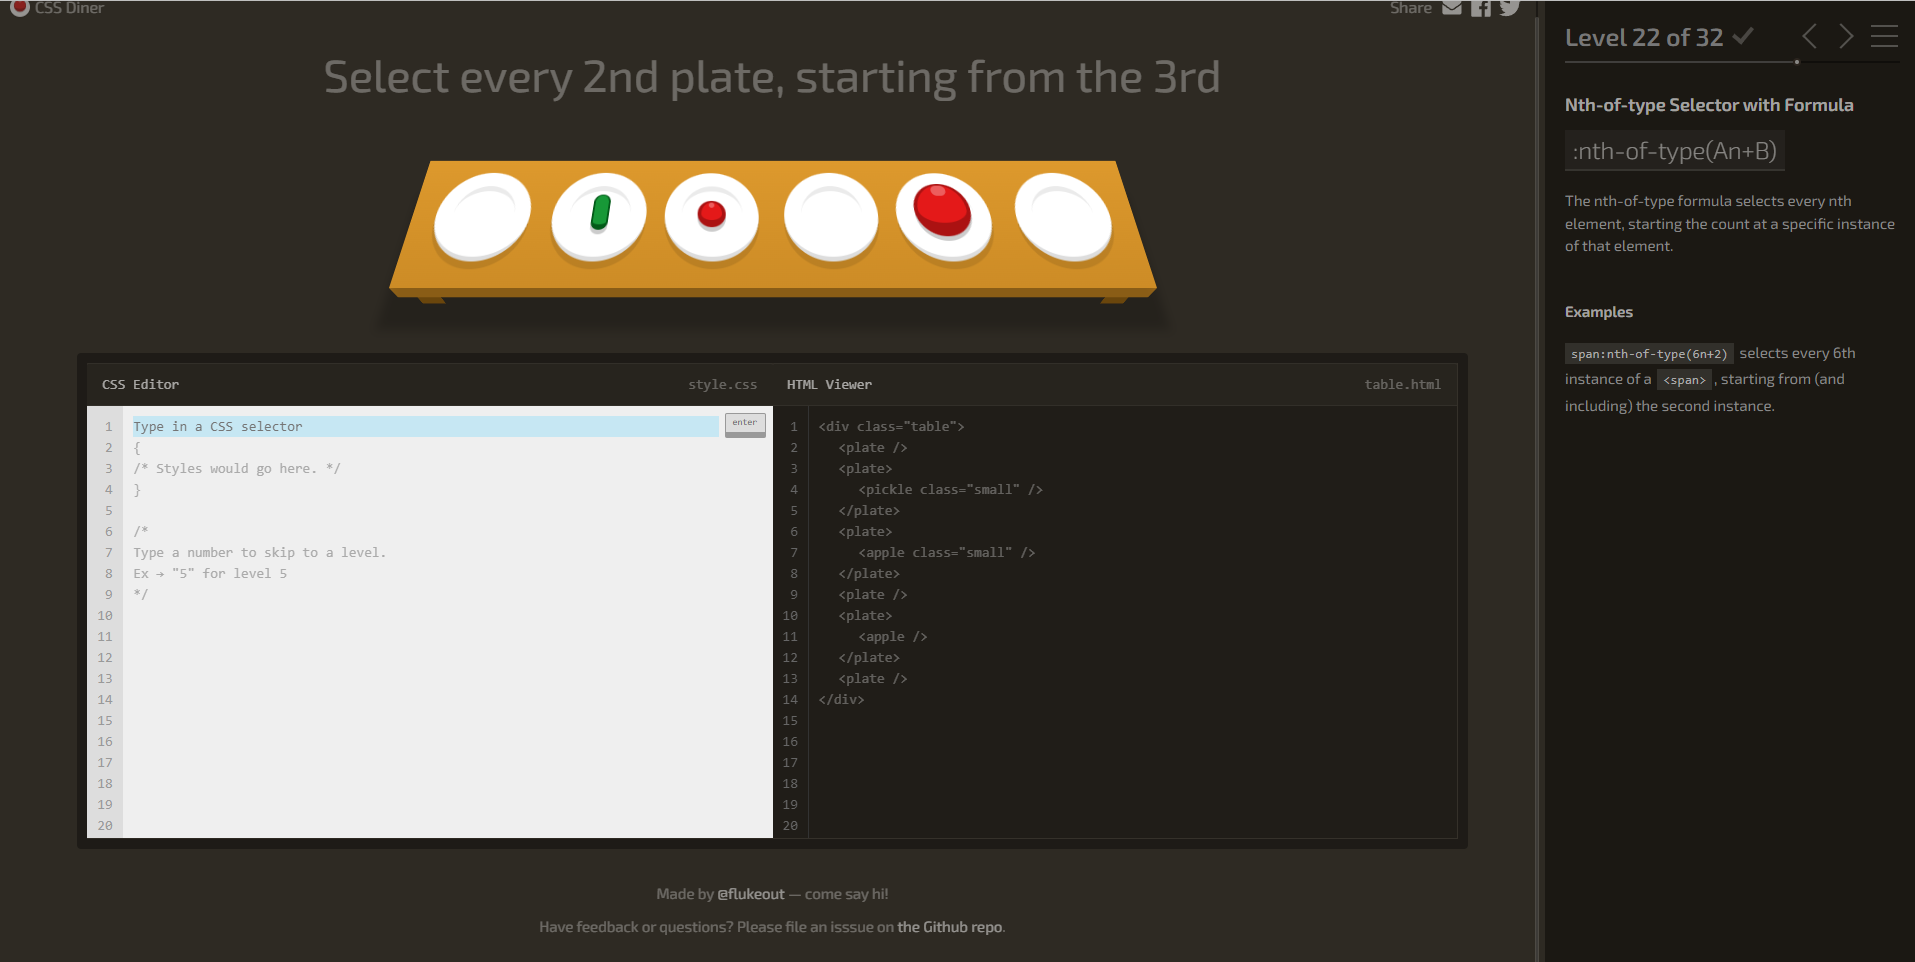 CSS Diner
Share
Select every 2nd plate, starting from the 3rd
CSS Editor
style.css
1 Type in a CSS selector
enter
2 {
3 /* Styles would go here. */
4 }
5
6 /*
7 Type a number to skip to a level.
8 Ex → "5" for level 5
9 */
10
11
12
13
14
15
16
17
18
19
20
HTML Viewer
table.html
1 <div class="table">
2 <plate />
3 <plate>
4 <pickle class="small" />
5 </plate>
6 <plate>
7 <apple class="small" />
8 </plate>
9 <plate />
10 <plate>
11 <apple />
12 </plate>
13 <plate />
14 </div>
15
16
17
18
19
20
Made by @flukeout — come say hi!
Have feedback or questions? Please file an isssue on the Github repo.
Level 22 of 32
Nth-of-type Selector with Formula
:nth-of-type(An+B)
The nth-of-type formula selects every nth
element, starting the count at a specific instance
of that element.
Examples
span:nth-of-type(6n+2) selects every 6th
instance of a <span>, starting from (and
including) the second instance.